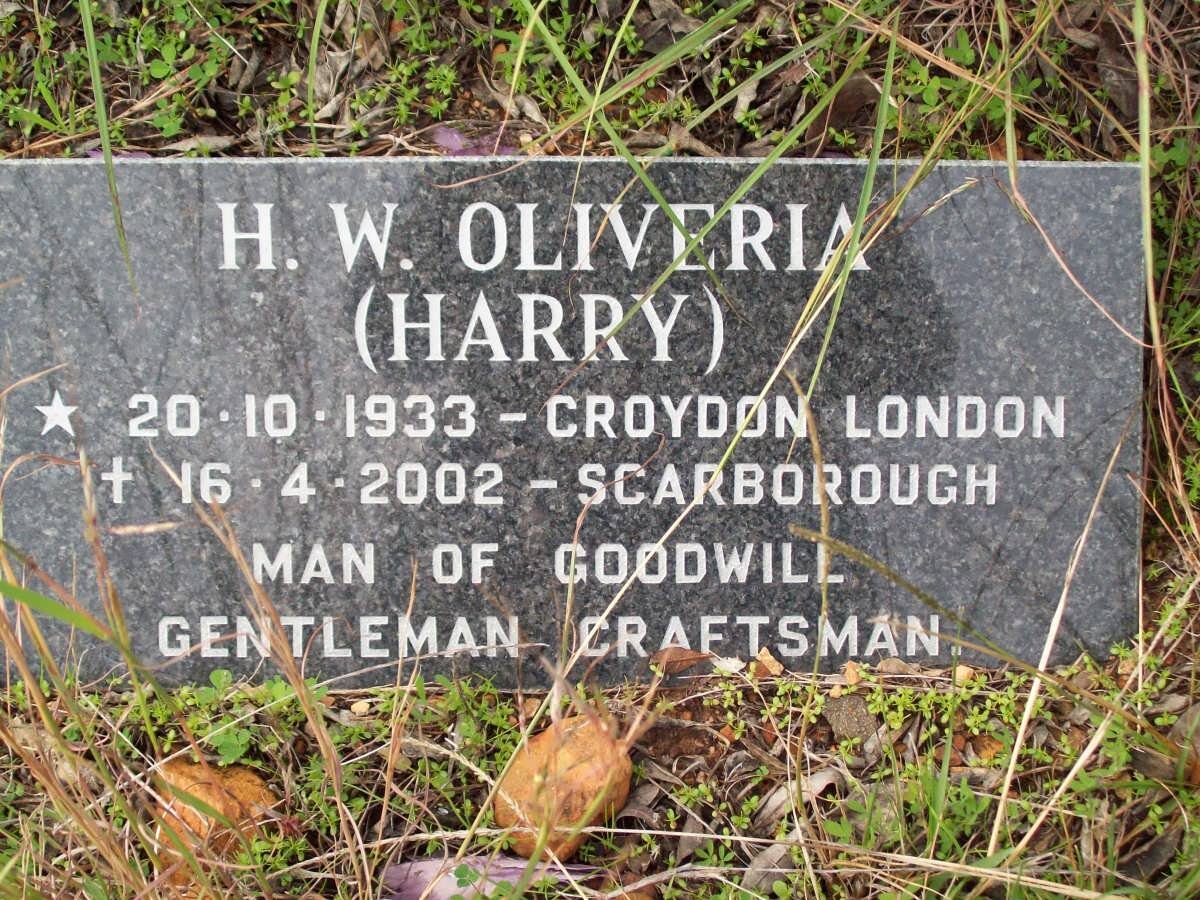 H. W. OLIVERIA
(HARRY)
★ 20·10·1933 – CROYDON LONDON
✝ 16·4·2002 – SCARBOROUGH
MAN OF GOODWILL
GENTLEMAN. CRAFTSMAN.